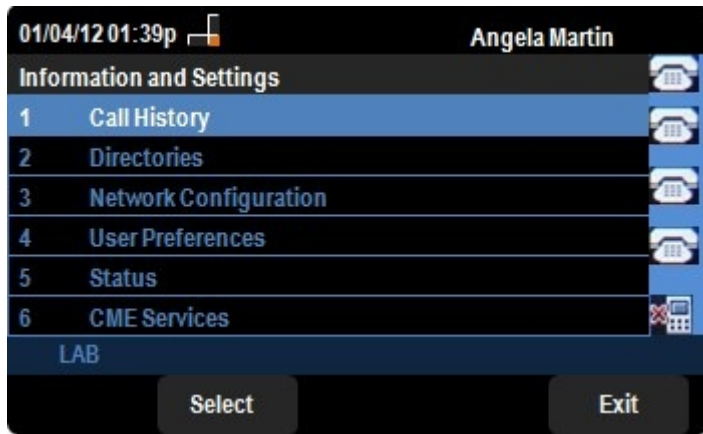 01/04/12 01:39p Angela Martin
Information and Settings
1 Call History
2 Directories
3 Network Configuration
4 User Preferences
5 Status
6 CME Services
LAB
Select Exit